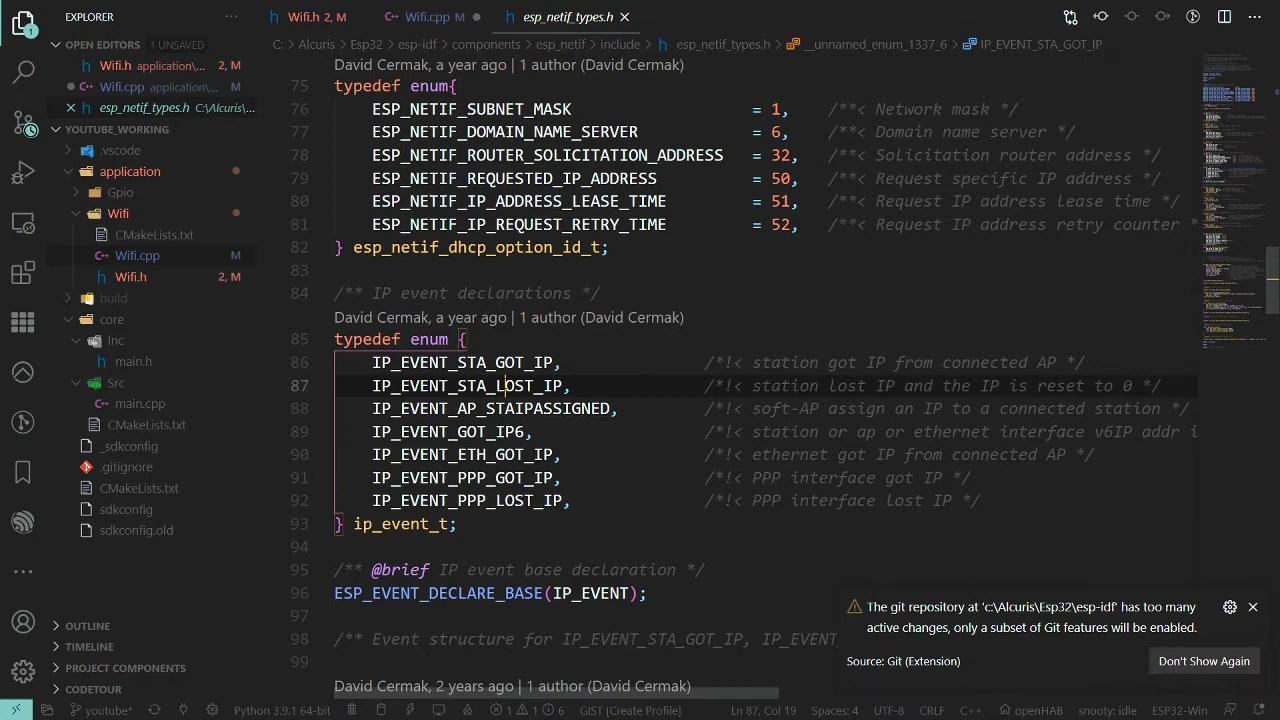 EXPLORER
OPEN EDITORS 1 UNSAVED
Wifi.h application\... 2, M
Wifi.cpp application\... M
esp_netif_types.h C:\Alcuris\...
YOUTUBE_WORKING
.vscode
application
Gpio
Wifi
CMakeLists.txt
Wifi.cpp M
Wifi.h 2, M
build
core
Inc
main.h
Src
main.cpp
CMakeLists.txt
_sdkconfig
.gitignore
CMakeLists.txt
sdkconfig
sdkconfig.old
OUTLINE
TIMELINE
PROJECT COMPONENTS
CODETOUR
Wifi.h 2, M
Wifi.cpp M
esp_netif_types.h
C: > Alcuris > Esp32 > esp-idf > components > esp_netif > include > esp_netif_types.h > __unnamed_enum_1337_6 > IP_EVENT_STA_GOT_IP
David Cermak, a year ago | 1 author (David Cermak)
75 typedef enum{
76 ESP_NETIF_SUBNET_MASK = 1, /**< Network mask */
77 ESP_NETIF_DOMAIN_NAME_SERVER = 6, /**< Domain name server */
78 ESP_NETIF_ROUTER_SOLICITATION_ADDRESS = 32, /**< Solicitation router address */
79 ESP_NETIF_REQUESTED_IP_ADDRESS = 50, /**< Request specific IP address */
80 ESP_NETIF_IP_ADDRESS_LEASE_TIME = 51, /**< Request IP address lease time */
81 ESP_NETIF_IP_REQUEST_RETRY_TIME = 52, /**< Request IP address retry counter *
82 } esp_netif_dhcp_option_id_t;
83
84 /** IP event declarations */
David Cermak, a year ago | 1 author (David Cermak)
85 typedef enum {
86 IP_EVENT_STA_GOT_IP, /*!< station got IP from connected AP */
87 IP_EVENT_STA_LOST_IP, /*!< station lost IP and the IP is reset to 0 */
88 IP_EVENT_AP_STAIPASSIGNED, /*!< soft-AP assign an IP to a connected station */
89 IP_EVENT_GOT_IP6, /*!< station or ap or ethernet interface v6IP addr i
90 IP_EVENT_ETH_GOT_IP, /*!< ethernet got IP from connected AP */
91 IP_EVENT_PPP_GOT_IP, /*!< PPP interface got IP */
92 IP_EVENT_PPP_LOST_IP, /*!< PPP interface lost IP */
93 } ip_event_t;
94
95 /** @brief IP event base declaration */
96 ESP_EVENT_DECLARE_BASE(IP_EVENT);
97
98 /** Event structure for IP_EVENT_STA_GOT_IP, IP_EVENT_
99
David Cermak, 2 years ago | 1 author (David Cermak)
The git repository at 'c:\Alcuris\Esp32\esp-idf' has too many
active changes, only a subset of Git features will be enabled.
Source: Git (Extension) Don't Show Again
youtube* Python 3.9.1 64-bit 1 1 6 GIST [Create Profile] Ln 87, Col 19 Spaces: 4 UTF-8 CRLF C++ openHAB snooty: idle ESP32-Win